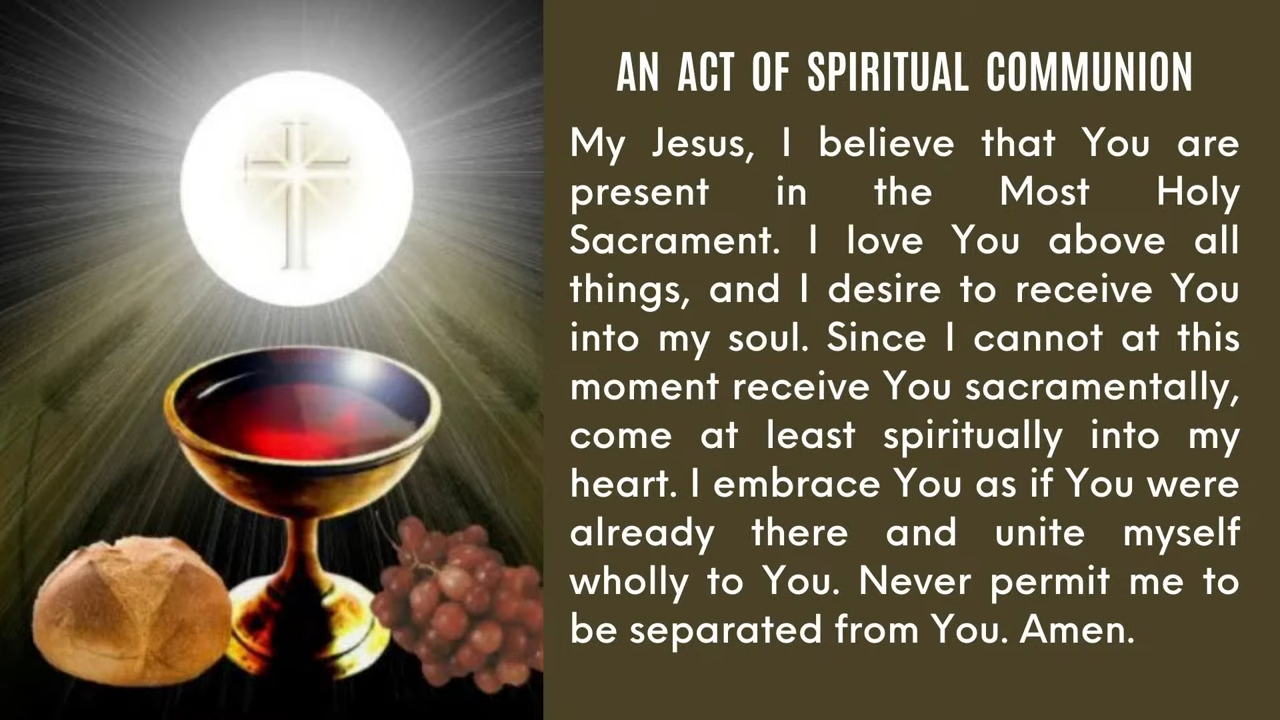 AN ACT OF SPIRITUAL COMMUNION
My Jesus, I believe that You are
present in the Most Holy
Sacrament. I love You above all
things, and I desire to receive You
into my soul. Since I cannot at this
moment receive You sacramentally,
come at least spiritually into my
heart. I embrace You as if You were
already there and unite myself
wholly to You. Never permit me to
be separated from You. Amen.